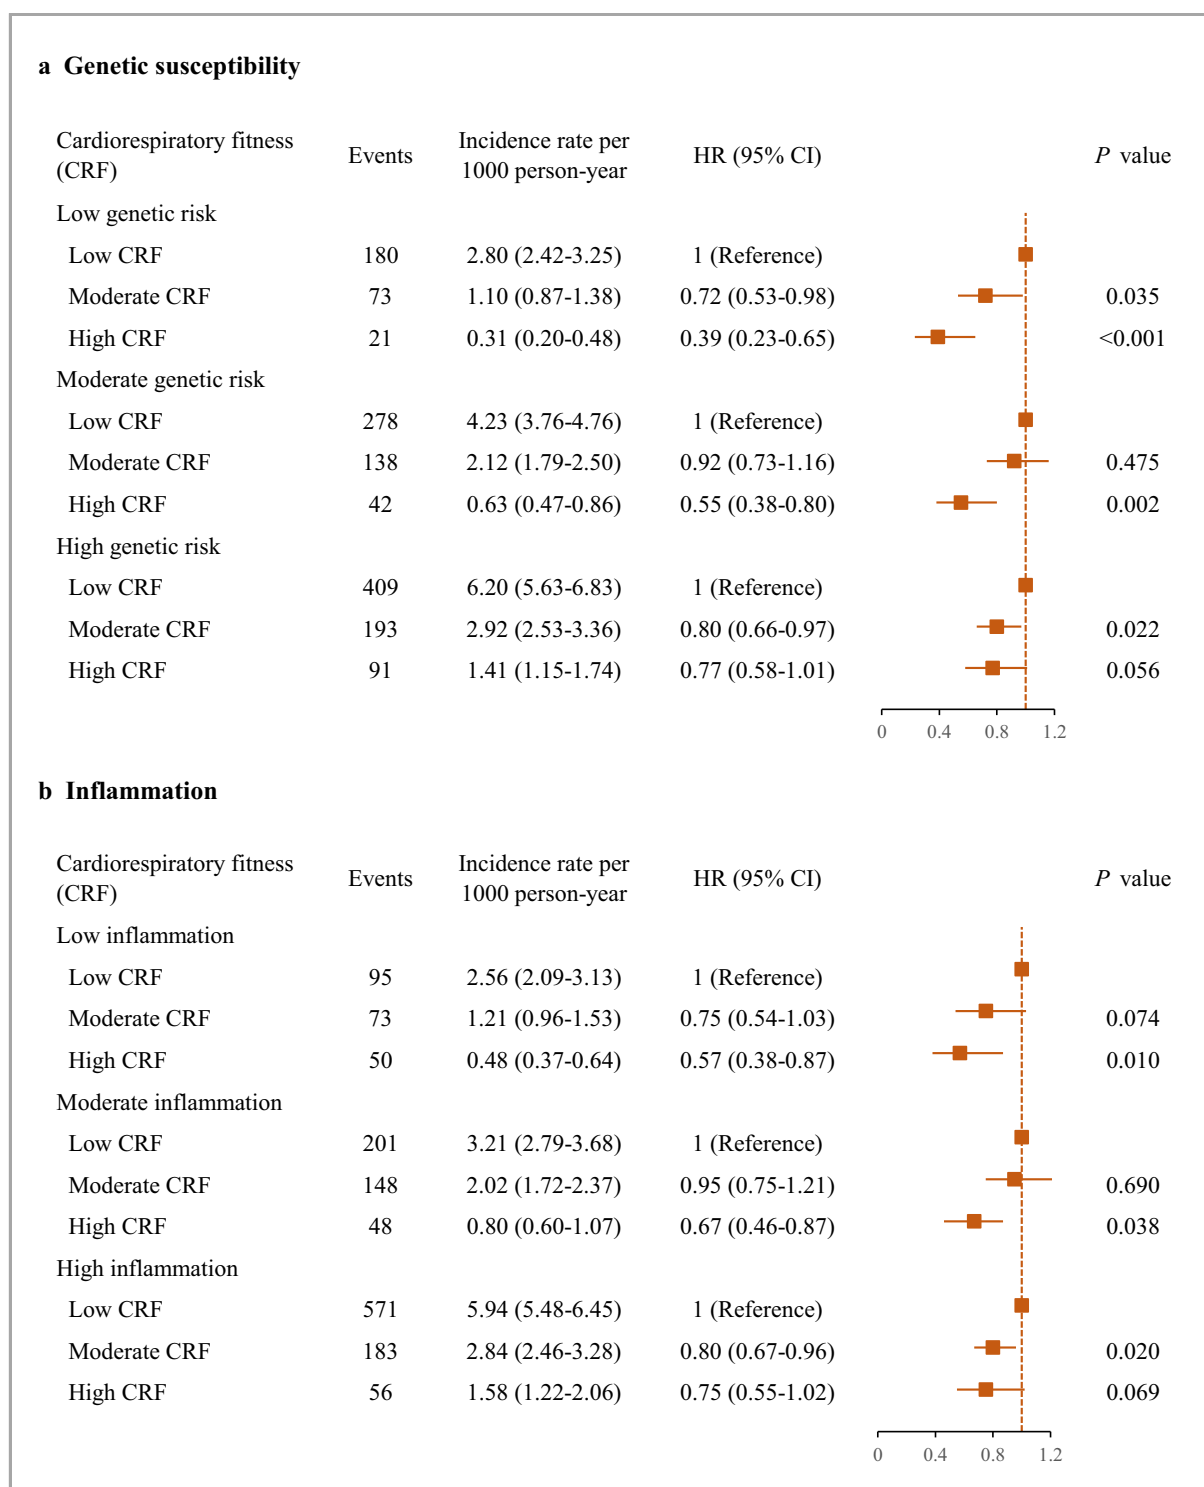 a Genetic susceptibility
Cardiorespiratory fitness (CRF) Events Incidence rate per 1000 person-year HR (95% CI) P value
Low genetic risk
Low CRF 180 2.80 (2.42-3.25) 1 (Reference)
Moderate CRF 73 1.10 (0.87-1.38) 0.72 (0.53-0.98) 0.035
High CRF 21 0.31 (0.20-0.48) 0.39 (0.23-0.65) <0.001
Moderate genetic risk
Low CRF 278 4.23 (3.76-4.76) 1 (Reference)
Moderate CRF 138 2.12 (1.79-2.50) 0.92 (0.73-1.16) 0.475
High CRF 42 0.63 (0.47-0.86) 0.55 (0.38-0.80) 0.002
High genetic risk
Low CRF 409 6.20 (5.63-6.83) 1 (Reference)
Moderate CRF 193 2.92 (2.53-3.36) 0.80 (0.66-0.97) 0.022
High CRF 91 1.41 (1.15-1.74) 0.77 (0.58-1.01) 0.056
0 0.4 0.8 1.2
b Inflammation
Cardiorespiratory fitness (CRF) Events Incidence rate per 1000 person-year HR (95% CI) P value
Low inflammation
Low CRF 95 2.56 (2.09-3.13) 1 (Reference)
Moderate CRF 73 1.21 (0.96-1.53) 0.75 (0.54-1.03) 0.074
High CRF 50 0.48 (0.37-0.64) 0.57 (0.38-0.87) 0.010
Moderate inflammation
Low CRF 201 3.21 (2.79-3.68) 1 (Reference)
Moderate CRF 148 2.02 (1.72-2.37) 0.95 (0.75-1.21) 0.690
High CRF 48 0.80 (0.60-1.07) 0.67 (0.46-0.87) 0.038
High inflammation
Low CRF 571 5.94 (5.48-6.45) 1 (Reference)
Moderate CRF 183 2.84 (2.46-3.28) 0.80 (0.67-0.96) 0.020
High CRF 56 1.58 (1.22-2.06) 0.75 (0.55-1.02) 0.069
0 0.4 0.8 1.2